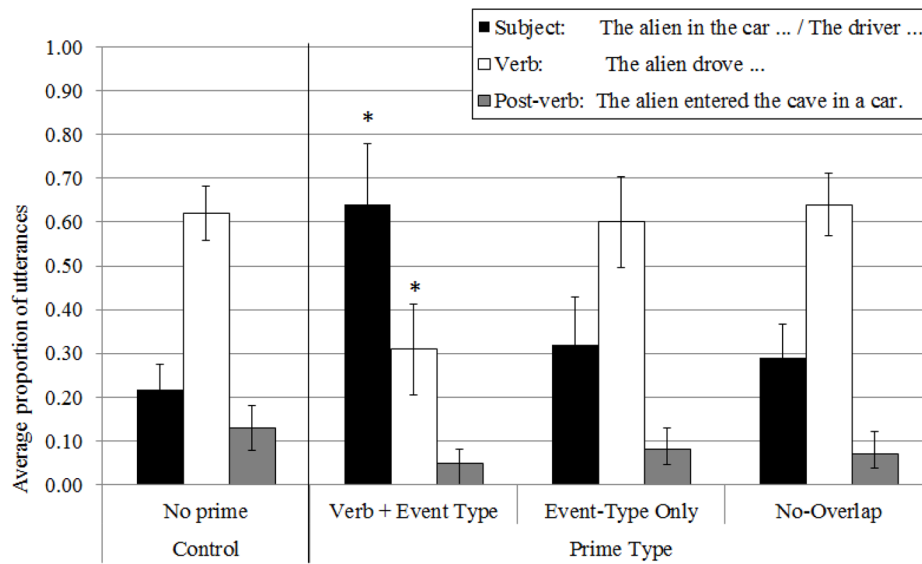 Subject: The alien in the car ... / The driver ...
Verb: The alien drove ...
Post-verb: The alien entered the cave in a car.
Average proportion of utterances
1.00
0.90
0.80
0.70
0.60
0.50
0.40
0.30
0.20
0.10
0.00
*
*
No prime
Verb + Event Type
Event-Type Only
No-Overlap
Control
Prime Type